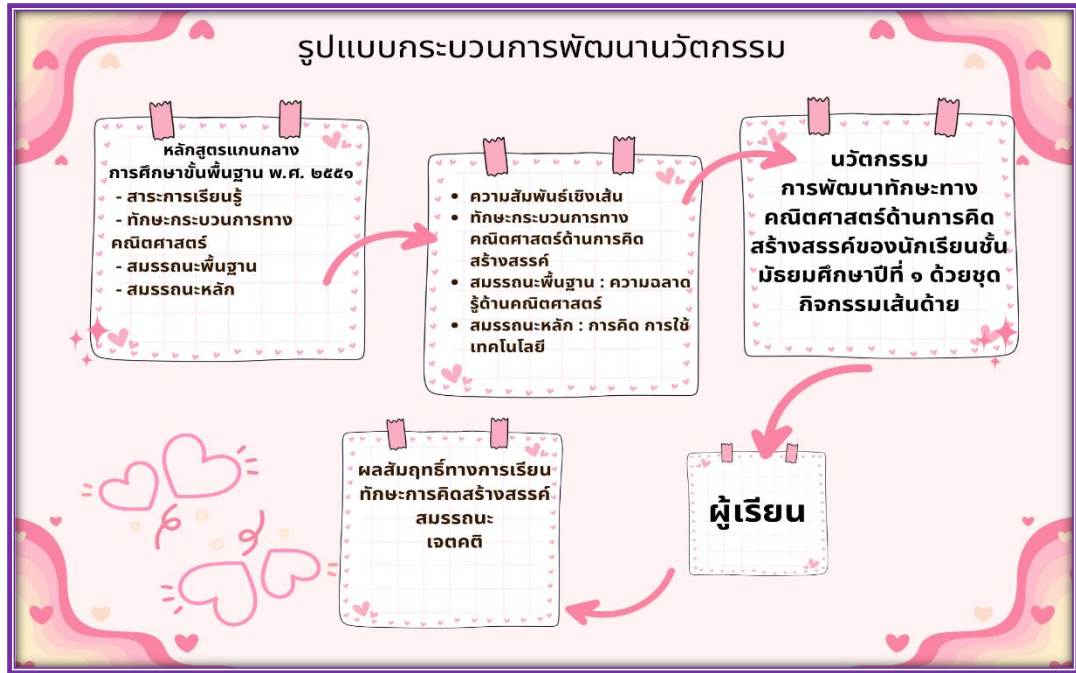 รูปแบบกระบวนการพัฒนานวัตกรรม
หลักสูตรแกนกลาง
การศึกษาขั้นพื้นฐาน พ.ศ. ๒๕๕๑
- สาระการเรียนรู้
- ทักษะกระบวนการทาง
คณิตศาสตร์
- สมรรถนะพื้นฐาน
- สมรรถนะหลัก
• ความสัมพันธ์เชิงเส้น
• ทักษะกระบวนการทาง
คณิตศาสตร์ด้านการคิด
สร้างสรรค์
• สมรรถนะพื้นฐาน : ความฉลาด
รู้ด้านคณิตศาสตร์
• สมรรถนะหลัก : การคิด การใช้
เทคโนโลยี
นวัตกรรม
การพัฒนาทักษะทาง
คณิตศาสตร์ด้านการคิด
สร้างสรรค์ของนักเรียนชั้น
มัธยมศึกษาปีที่ ๑ ด้วยชุด
กิจกรรมเส้นด้าย
ผู้เรียน
ผลสัมฤทธิ์ทางการเรียน
ทักษะการคิดสร้างสรรค์
สมรรถนะ
เจตคติ